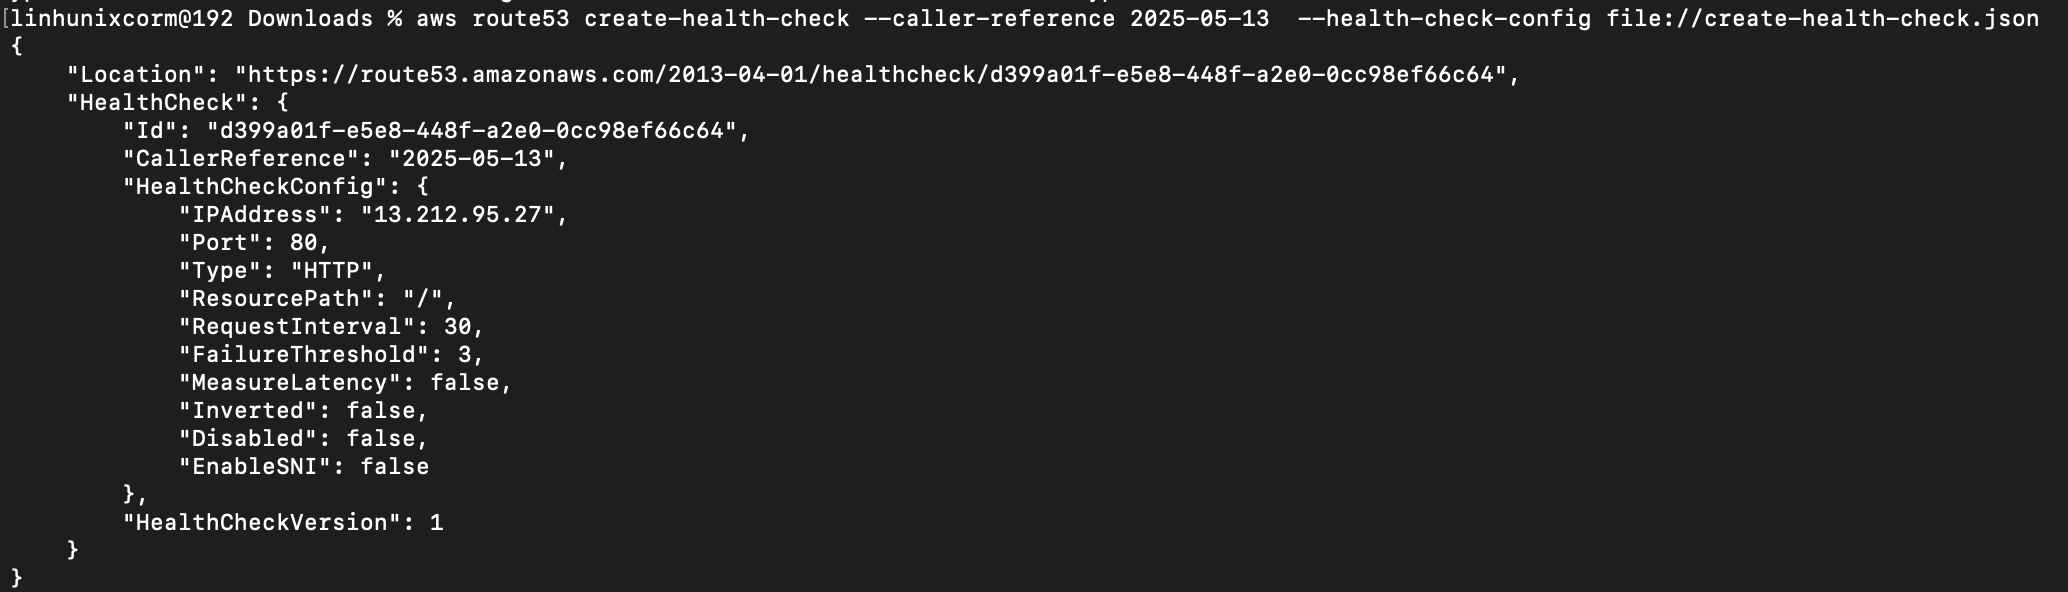 [linhunixcorm@192 Downloads % aws route53 create-health-check --caller-reference 2025-05-13  --health-check-config file://create-health-check.json
{
    "Location": "https://route53.amazonaws.com/2013-04-01/healthcheck/d399a01f-e5e8-448f-a2e0-0cc98ef66c64",
    "HealthCheck": {
        "Id": "d399a01f-e5e8-448f-a2e0-0cc98ef66c64",
        "CallerReference": "2025-05-13",
        "HealthCheckConfig": {
            "IPAddress": "13.212.95.27",
            "Port": 80,
            "Type": "HTTP",
            "ResourcePath": "/",
            "RequestInterval": 30,
            "FailureThreshold": 3,
            "MeasureLatency": false,
            "Inverted": false,
            "Disabled": false,
            "EnableSNI": false
        },
        "HealthCheckVersion": 1
    }
}